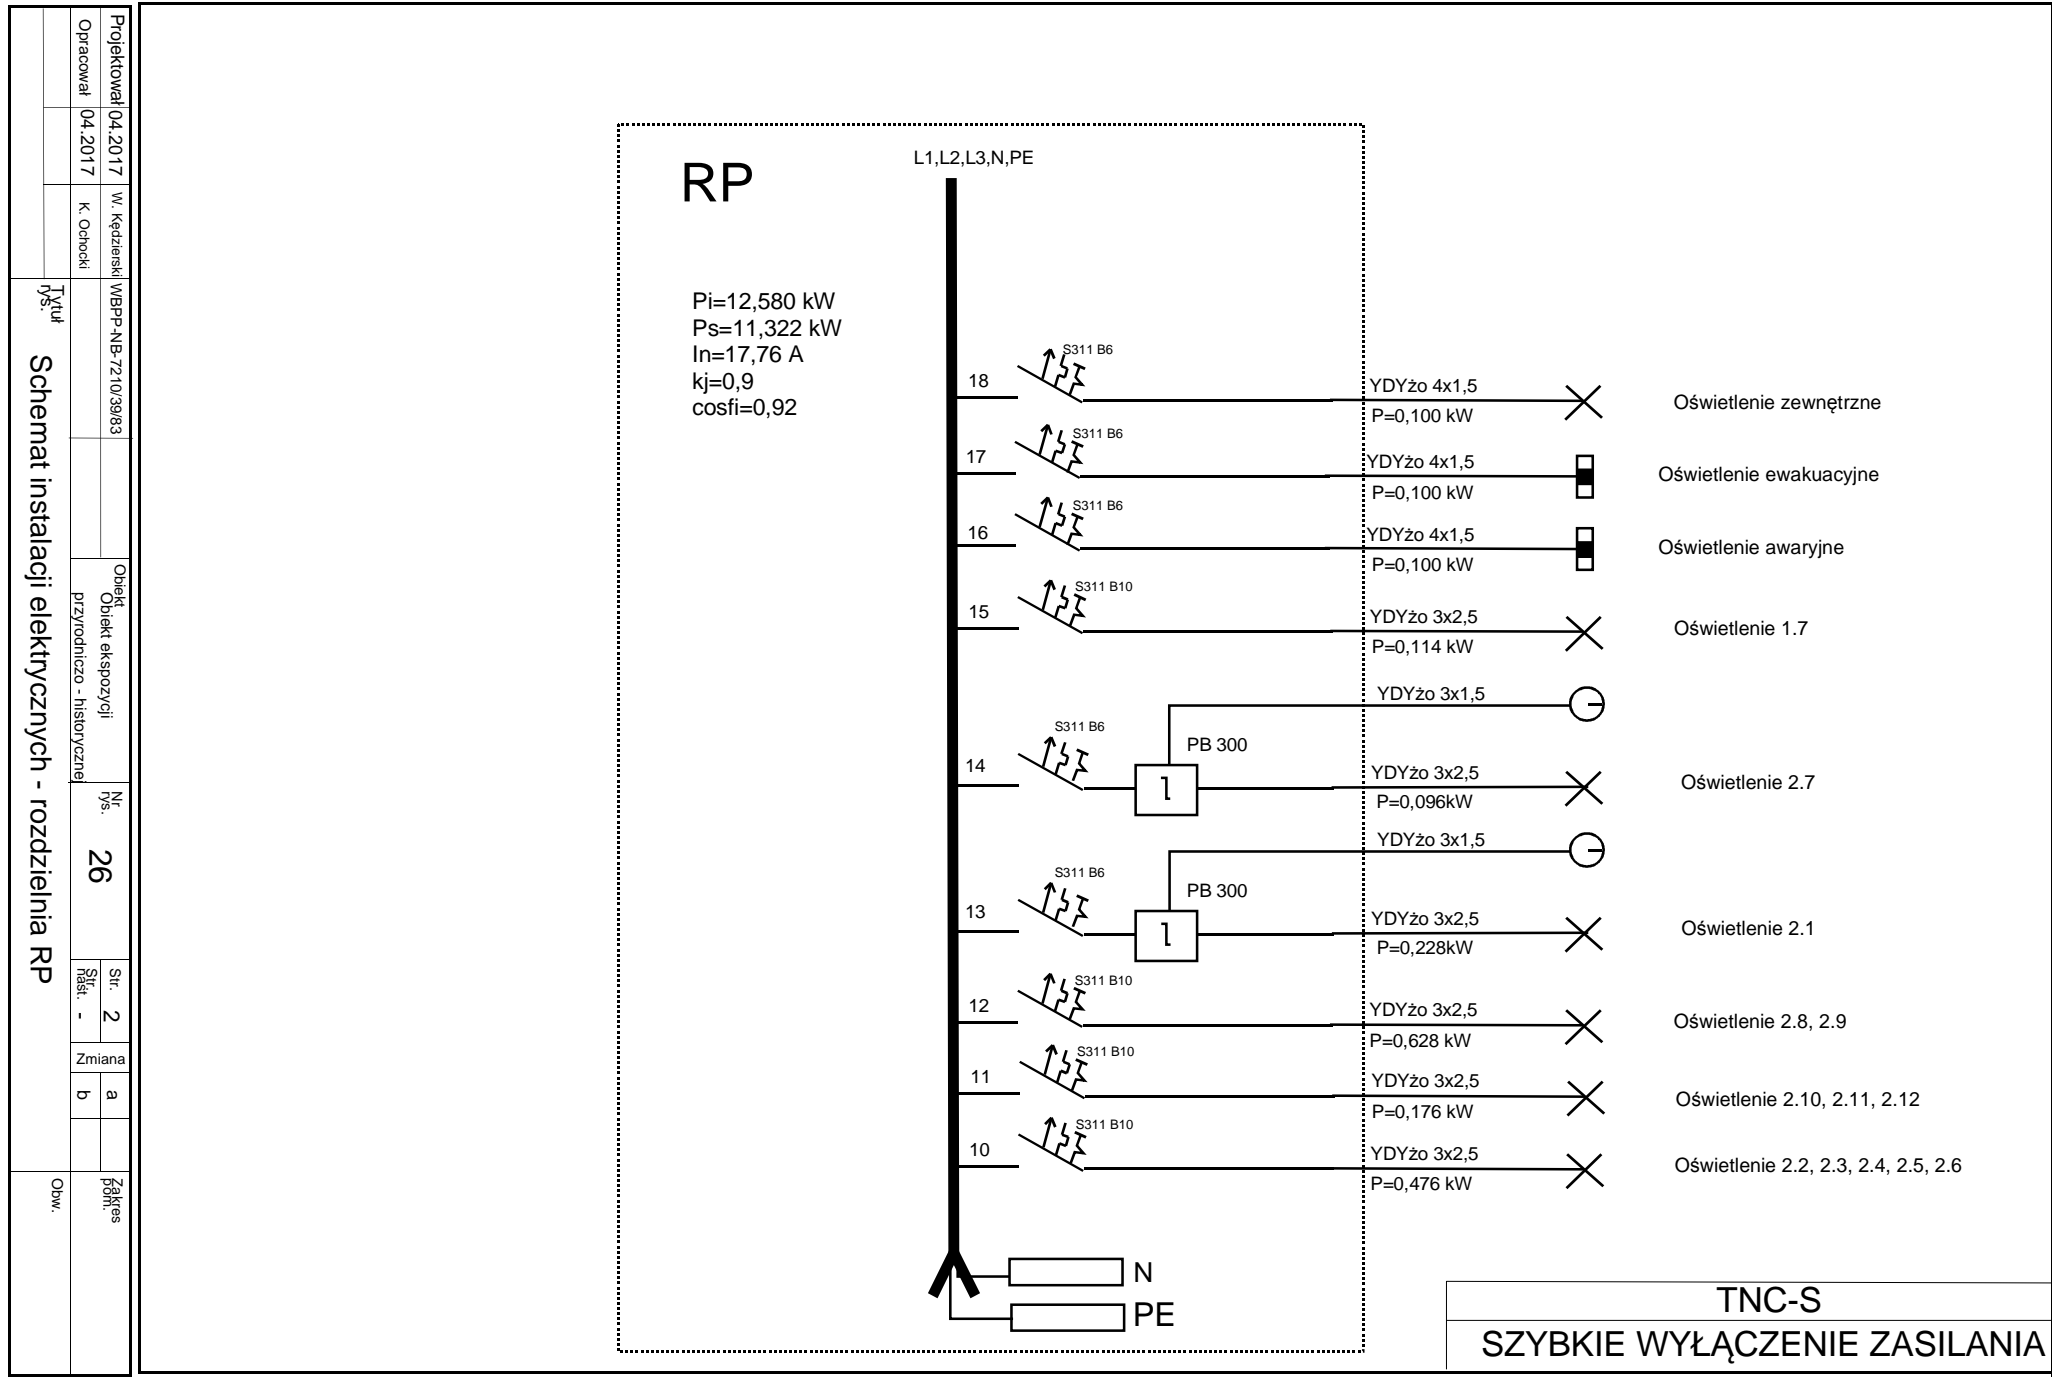 Projektował 04.2017 W. Kędzierski WBPP-NB-7210/39/83
Opracował 04.2017 K. Ochocki
Tytuł
rys.
Schemat instalacji elektrycznych - rozdzielnia RP
Obiekt
Obiekt ekspozycji
przyrodniczo - historycznej
Nr
rys.
26
Str. 2
Str.
nast. -
Zmiana
a
b
Zakres
pom.
Obw.
RP
L1,L2,L3,N,PE
Pi=12,580 kW
Ps=11,322 kW
In=17,76 A
kj=0,9
cosfi=0,92
18
S311 B6
YDYżo 4x1,5
P=0,100 kW
Oświetlenie zewnętrzne
17
S311 B6
YDYżo 4x1,5
P=0,100 kW
Oświetlenie ewakuacyjne
16
S311 B6
YDYżo 4x1,5
P=0,100 kW
Oświetlenie awaryjne
15
S311 B10
YDYżo 3x2,5
P=0,114 kW
Oświetlenie 1.7
YDYżo 3x1,5
14
S311 B6
PB 300
YDYżo 3x2,5
P=0,096kW
Oświetlenie 2.7
YDYżo 3x1,5
13
S311 B6
PB 300
YDYżo 3x2,5
P=0,228kW
Oświetlenie 2.1
12
S311 B10
YDYżo 3x2,5
P=0,628 kW
Oświetlenie 2.8, 2.9
11
S311 B10
YDYżo 3x2,5
P=0,176 kW
Oświetlenie 2.10, 2.11, 2.12
10
S311 B10
YDYżo 3x2,5
P=0,476 kW
Oświetlenie 2.2, 2.3, 2.4, 2.5, 2.6
N
PE
TNC-S
SZYBKIE WYŁĄCZENIE ZASILANIA